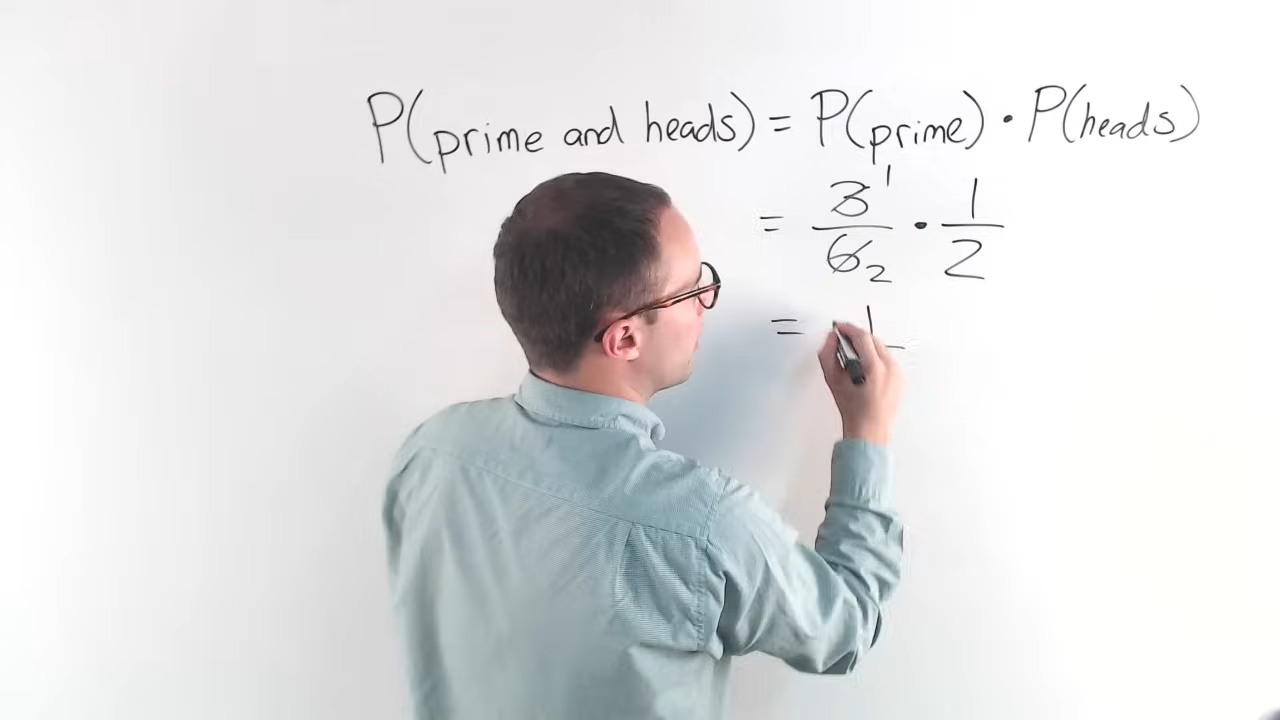 P(prime and heads) = P(prime) • P(heads)
= 3 1 / 6 2 • 1 / 2
= 1